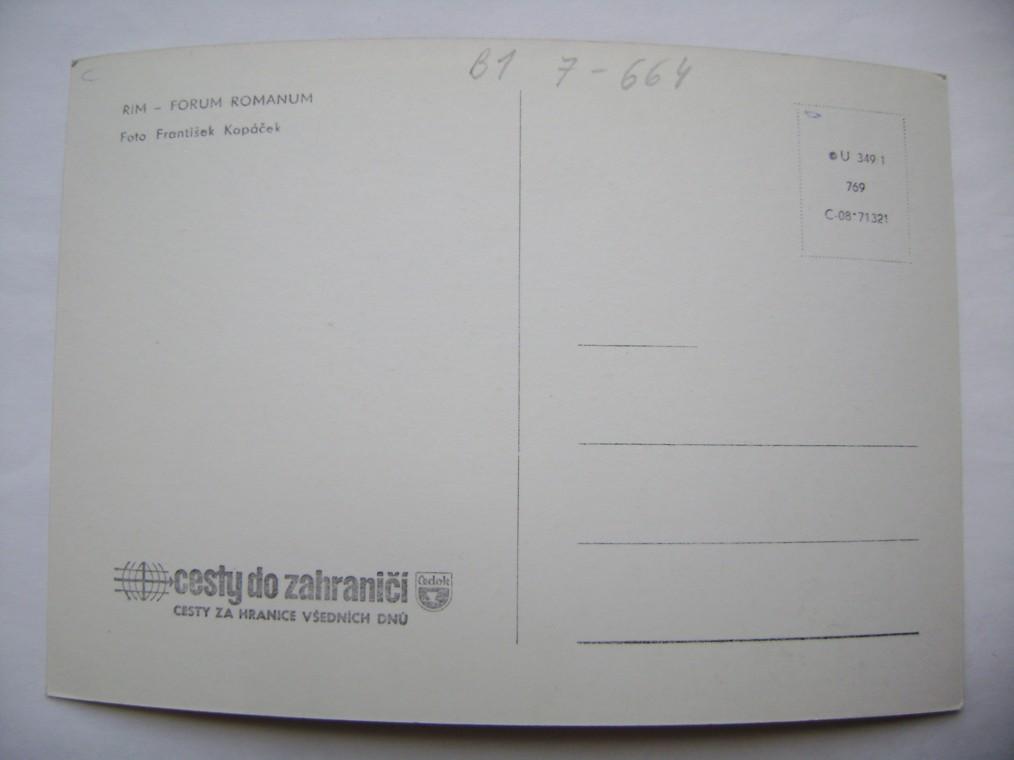 C
B1 7-664
RIM – FORUM ROMANUM
Foto František Kopáček
©U 349/1
769
C-08*71321
cesty do zahraničí
Čedok
CESTY ZA HRANICE VŠEDNÍCH DNŮ